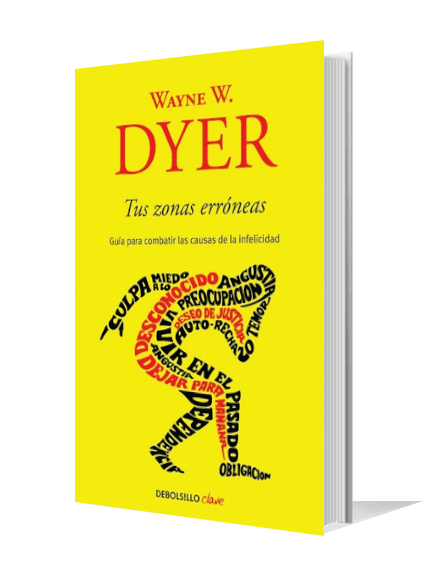 WAYNE W.
DYER
Tus zonas erróneas
Guía para combatir las causas de la infelicidad
CULPA
MIEDO
A LO
DESCONOCIDO
ANGUSTIA
PREOCUPACIÓN
TEMOR
DESEO DE JUSTICIA
AUTO-RECHAZO
VIVIR EN EL PASADO
ANGUSTIA
DEJAR PARA MAÑANA
DEPENDENCIA
OBLIGACION
DEBOLSILLO clave